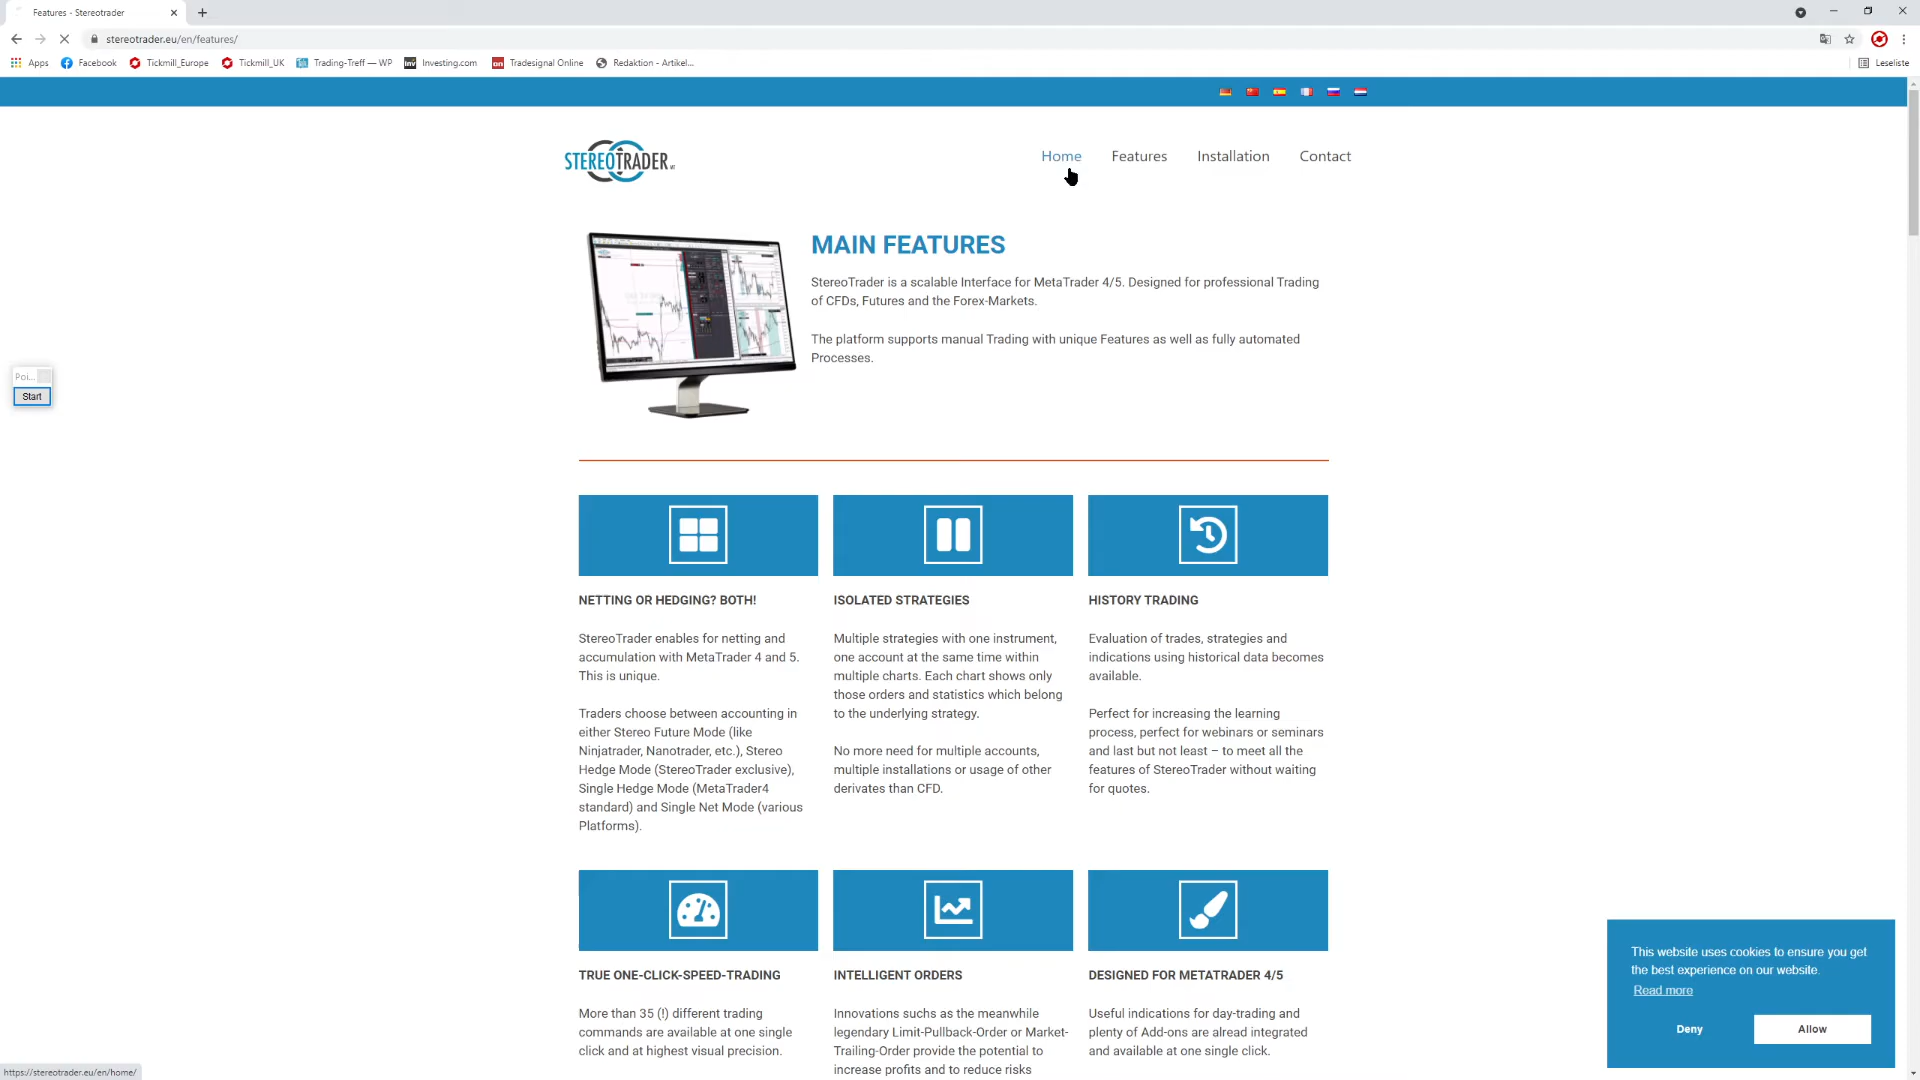 Features - Stereotrader
stereotrader.eu/en/features/
Apps Facebook Tickmill_Europe Tickmill_UK Trading-Treff — WP Investing.com Tradesignal Online Redaktion - Artikel... Leseliste
STEREOTRADER
Home Features Installation Contact
MAIN FEATURES
StereoTrader is a scalable Interface for MetaTrader 4/5. Designed for professional Trading
of CFDs, Futures and the Forex-Markets.
The platform supports manual Trading with unique Features as well as fully automated
Processes.
Poi...
Start
NETTING OR HEDGING? BOTH!
StereoTrader enables for netting and
accumulation with MetaTrader 4 and 5.
This is unique.
Traders choose between accounting in
either Stereo Future Mode (like
Ninjatrader, Nanotrader, etc.), Stereo
Hedge Mode (StereoTrader exclusive),
Single Hedge Mode (MetaTrader4
standard) and Single Net Mode (various
Platforms).
ISOLATED STRATEGIES
Multiple strategies with one instrument,
one account at the same time within
multiple charts. Each chart shows only
those orders and statistics which belong
to the underlying strategy.
No more need for multiple accounts,
multiple installations or usage of other
derivates than CFD.
HISTORY TRADING
Evaluation of trades, strategies and
indications using historical data becomes
available.
Perfect for increasing the learning
process, perfect for webinars or seminars
and last but not least – to meet all the
features of StereoTrader without waiting
for quotes.
TRUE ONE-CLICK-SPEED-TRADING
More than 35 (!) different trading
commands are available at one single
click and at highest visual precision.
INTELLIGENT ORDERS
Innovations suchs as the meanwhile
legendary Limit-Pullback-Order or Market-
Trailing-Order provide the potential to
increase profits and to reduce risks
DESIGNED FOR METATRADER 4/5
Useful indications for day-trading and
plenty of Add-ons are alread integrated
and available at one single click.
This website uses cookies to ensure you get
the best experience on our website.
Read more
Deny Allow
https://stereotrader.eu/en/home/